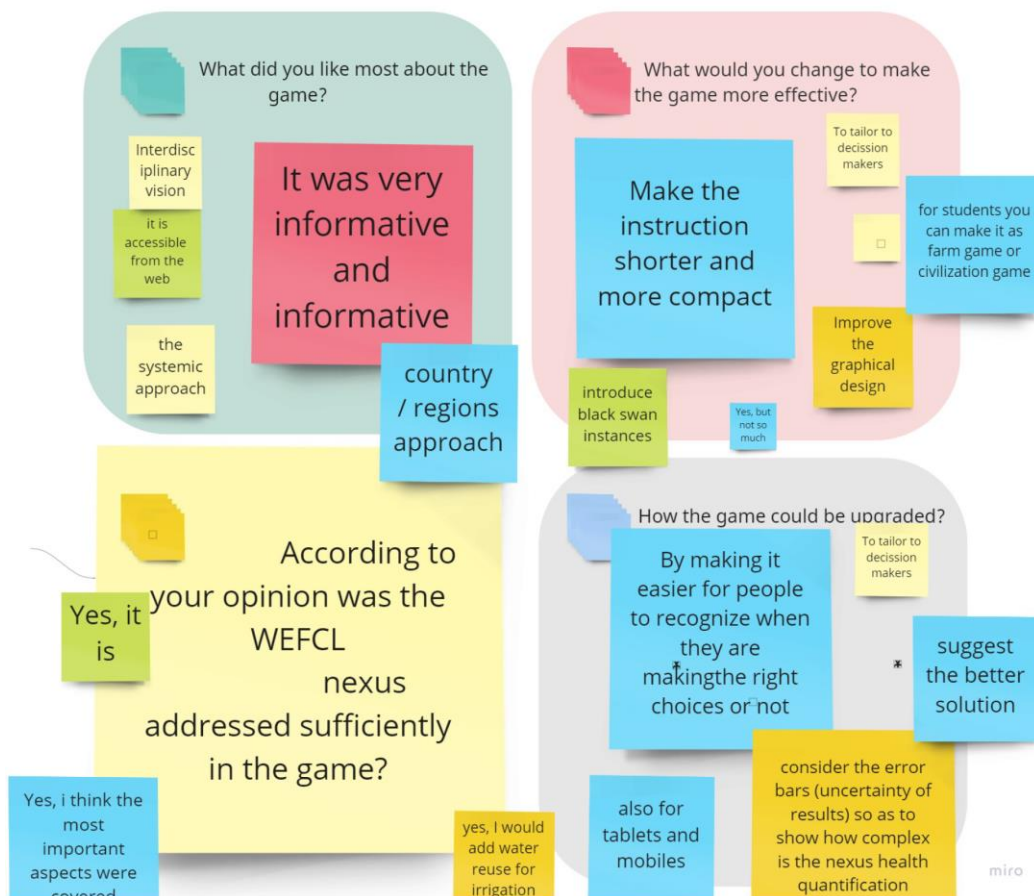 What did you like most about the
game?
Interdisc
iplinary
vision
it is
accessible
from the
web
the
systemic
approach
It was very
informative
and
informative
country
/ regions
approach
What would you change to make
the game more effective?
Make the
instruction
shorter and
more compact
To tailor to
decission
makers
for students you
can make it as
farm game or
civilization game
Improve
the
graphical
design
introduce
black swan
instances
Yes, but
not so
much
According to
your opinion was the
WEFCL
nexus
addressed sufficiently
in the game?
Yes, it
is
Yes, i think the
most
important
aspects were
covered
yes, I would
add water
reuse for
irrigation
How the game could be upgraded?
By making it
easier for people
to recognize when
they are
makingthe right
choices or not
To tailor to
decission
makers
suggest
the better
solution
also for
tablets and
mobiles
consider the error
bars (uncertainty of
results) so as to
show how complex
is the nexus health
quantification
miro